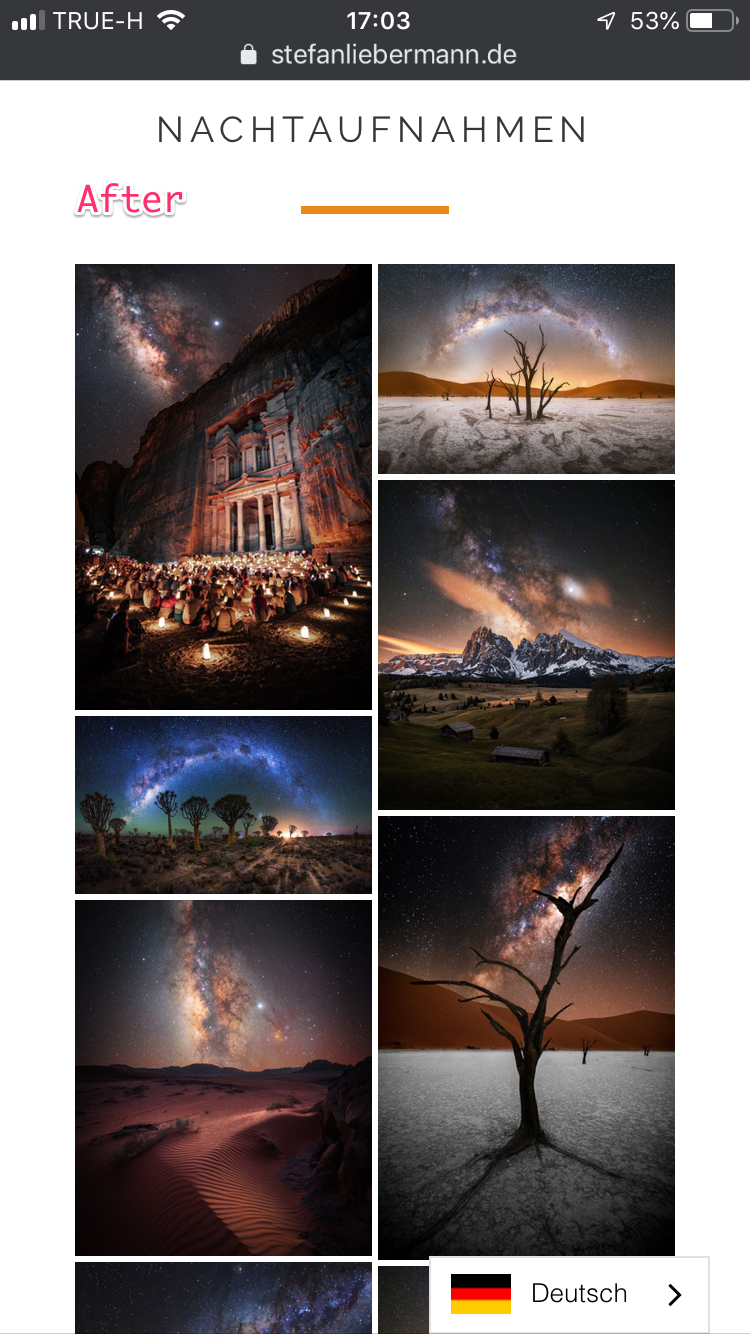 TRUE-H 17:03 53%
stefanliebermann.de
NACHTAUFNAHMEN
After
Deutsch